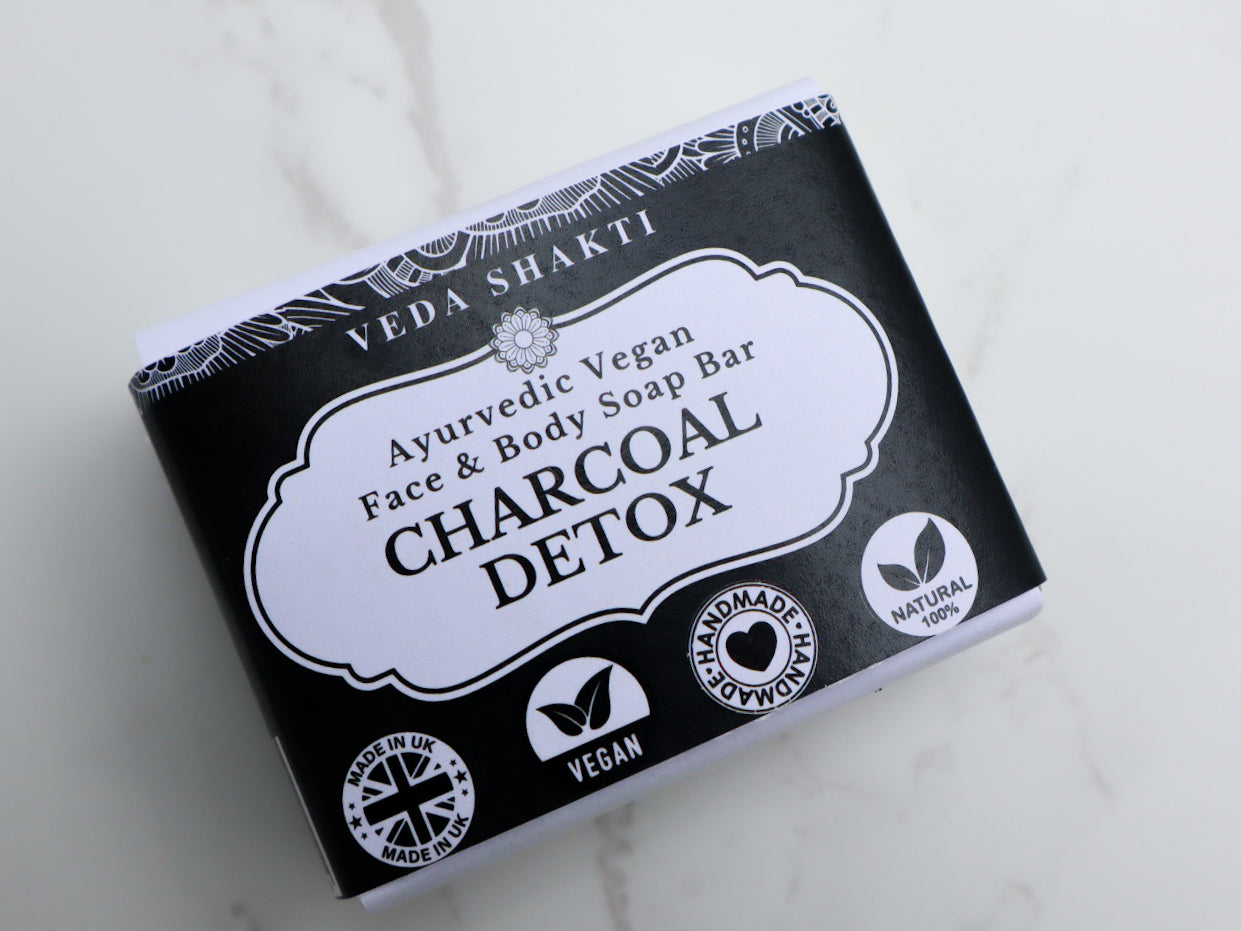 VEDA SHAKTI
Ayurvedic Vegan
Face & Body Soap Bar
CHARCOAL
DETOX
MADE IN UK
MADE IN UK
VEGAN
HANDMADE
HANDMADE
NATURAL
100%